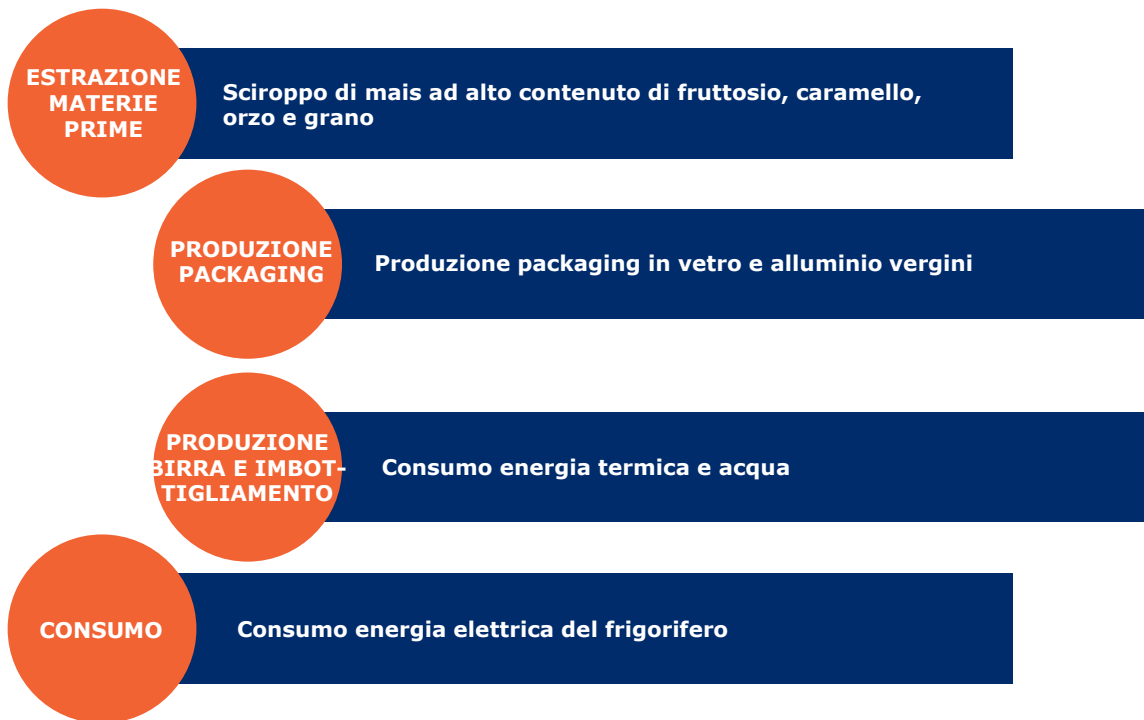 ESTRAZIONE
MATERIE
PRIME
Sciroppo di mais ad alto contenuto di fruttosio, caramello,
orzo e grano
PRODUZIONE
PACKAGING
Produzione packaging in vetro e alluminio vergini
PRODUZIONE
BIRRA E IMBOT-
TIGLIAMENTO
Consumo energia termica e acqua
CONSUMO
Consumo energia elettrica del frigorifero